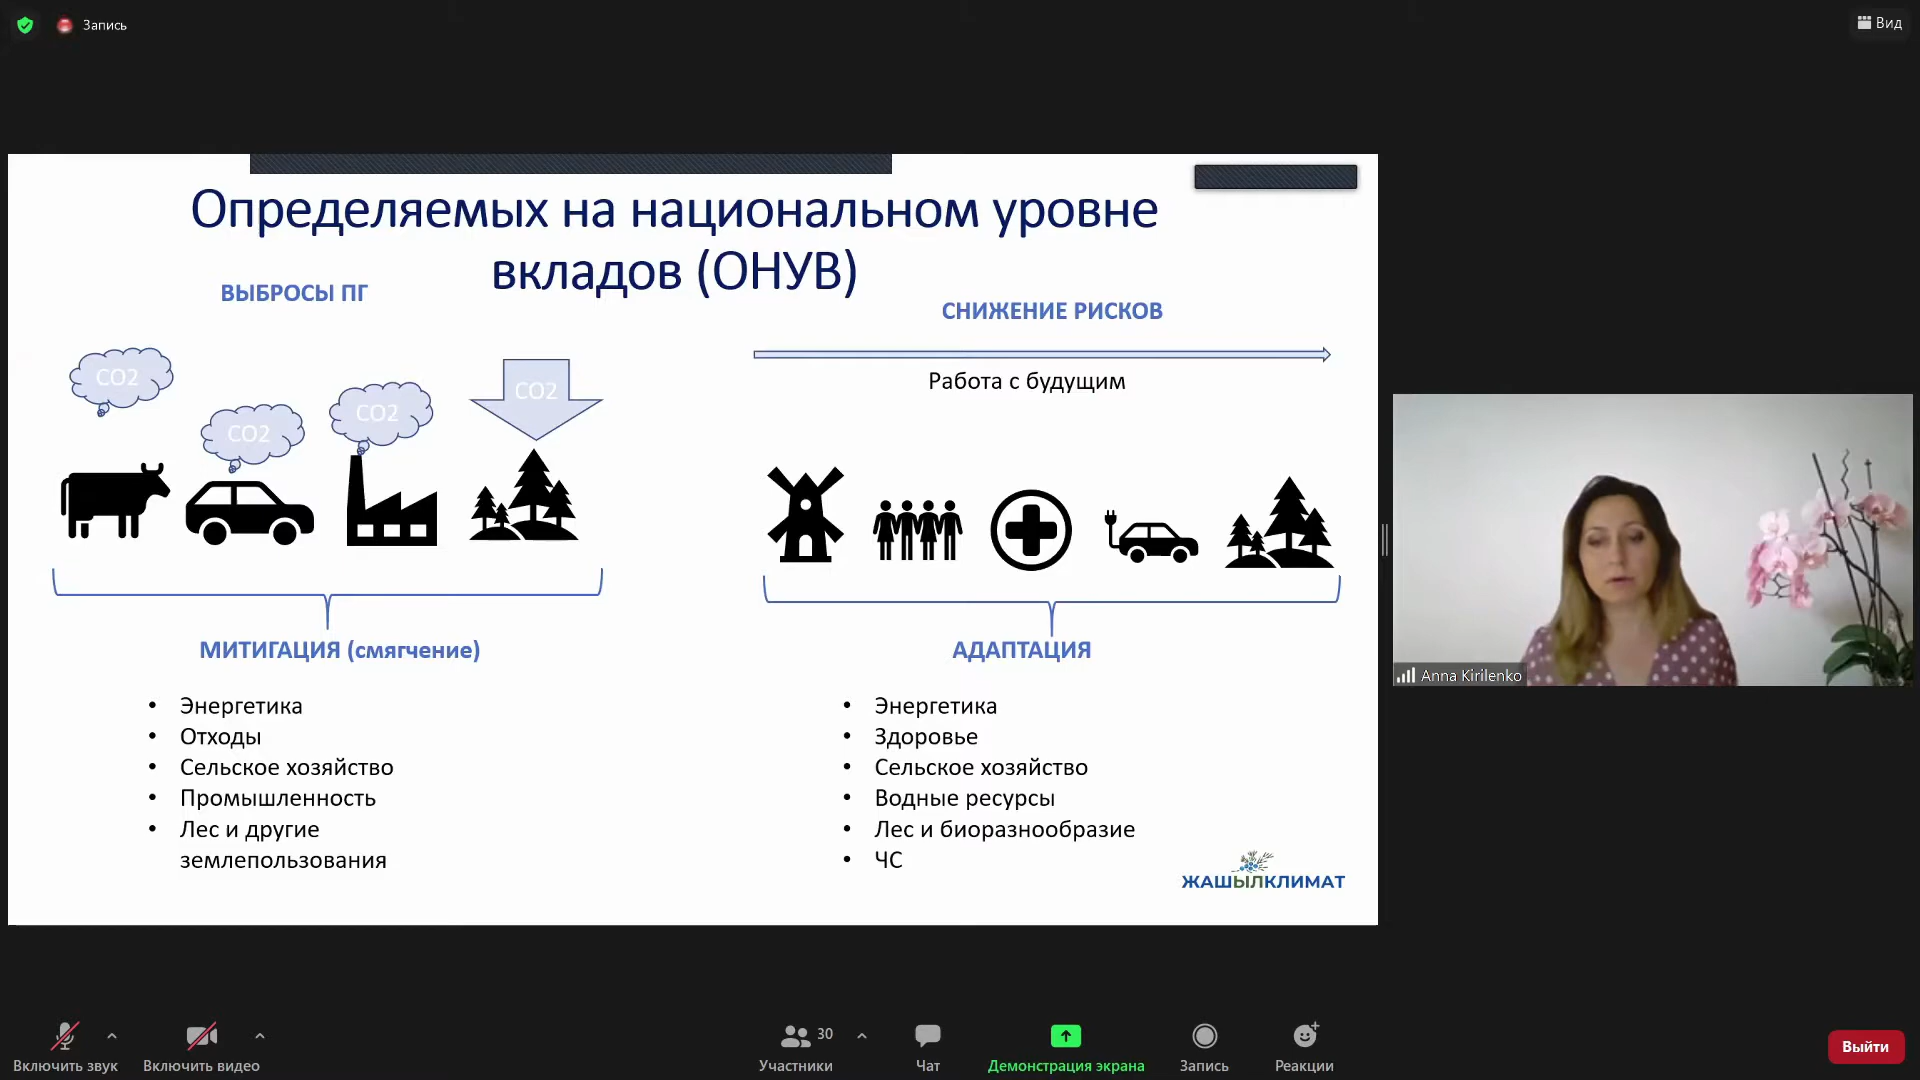 Запись
Вид
Определяемых на национальном уровне
вкладов (ОНУВ)
ВЫБРОСЫ ПГ
СНИЖЕНИЕ РИСКОВ
Работа с будущим
CO2
CO2
CO2
CO2
МИТИГАЦИЯ (смягчение)
• Энергетика
• Отходы
• Сельское хозяйство
• Промышленность
• Лес и другие
землепользования
АДАПТАЦИЯ
• Энергетика
• Здоровье
• Сельское хозяйство
• Водные ресурсы
• Лес и биоразнообразие
• ЧС
ЖАШЫЛКЛИМАТ
Anna Kirilenko
Включить звук
Включить видео
30
Участники
Чат
Демонстрация экрана
Запись
Реакции
Выйти